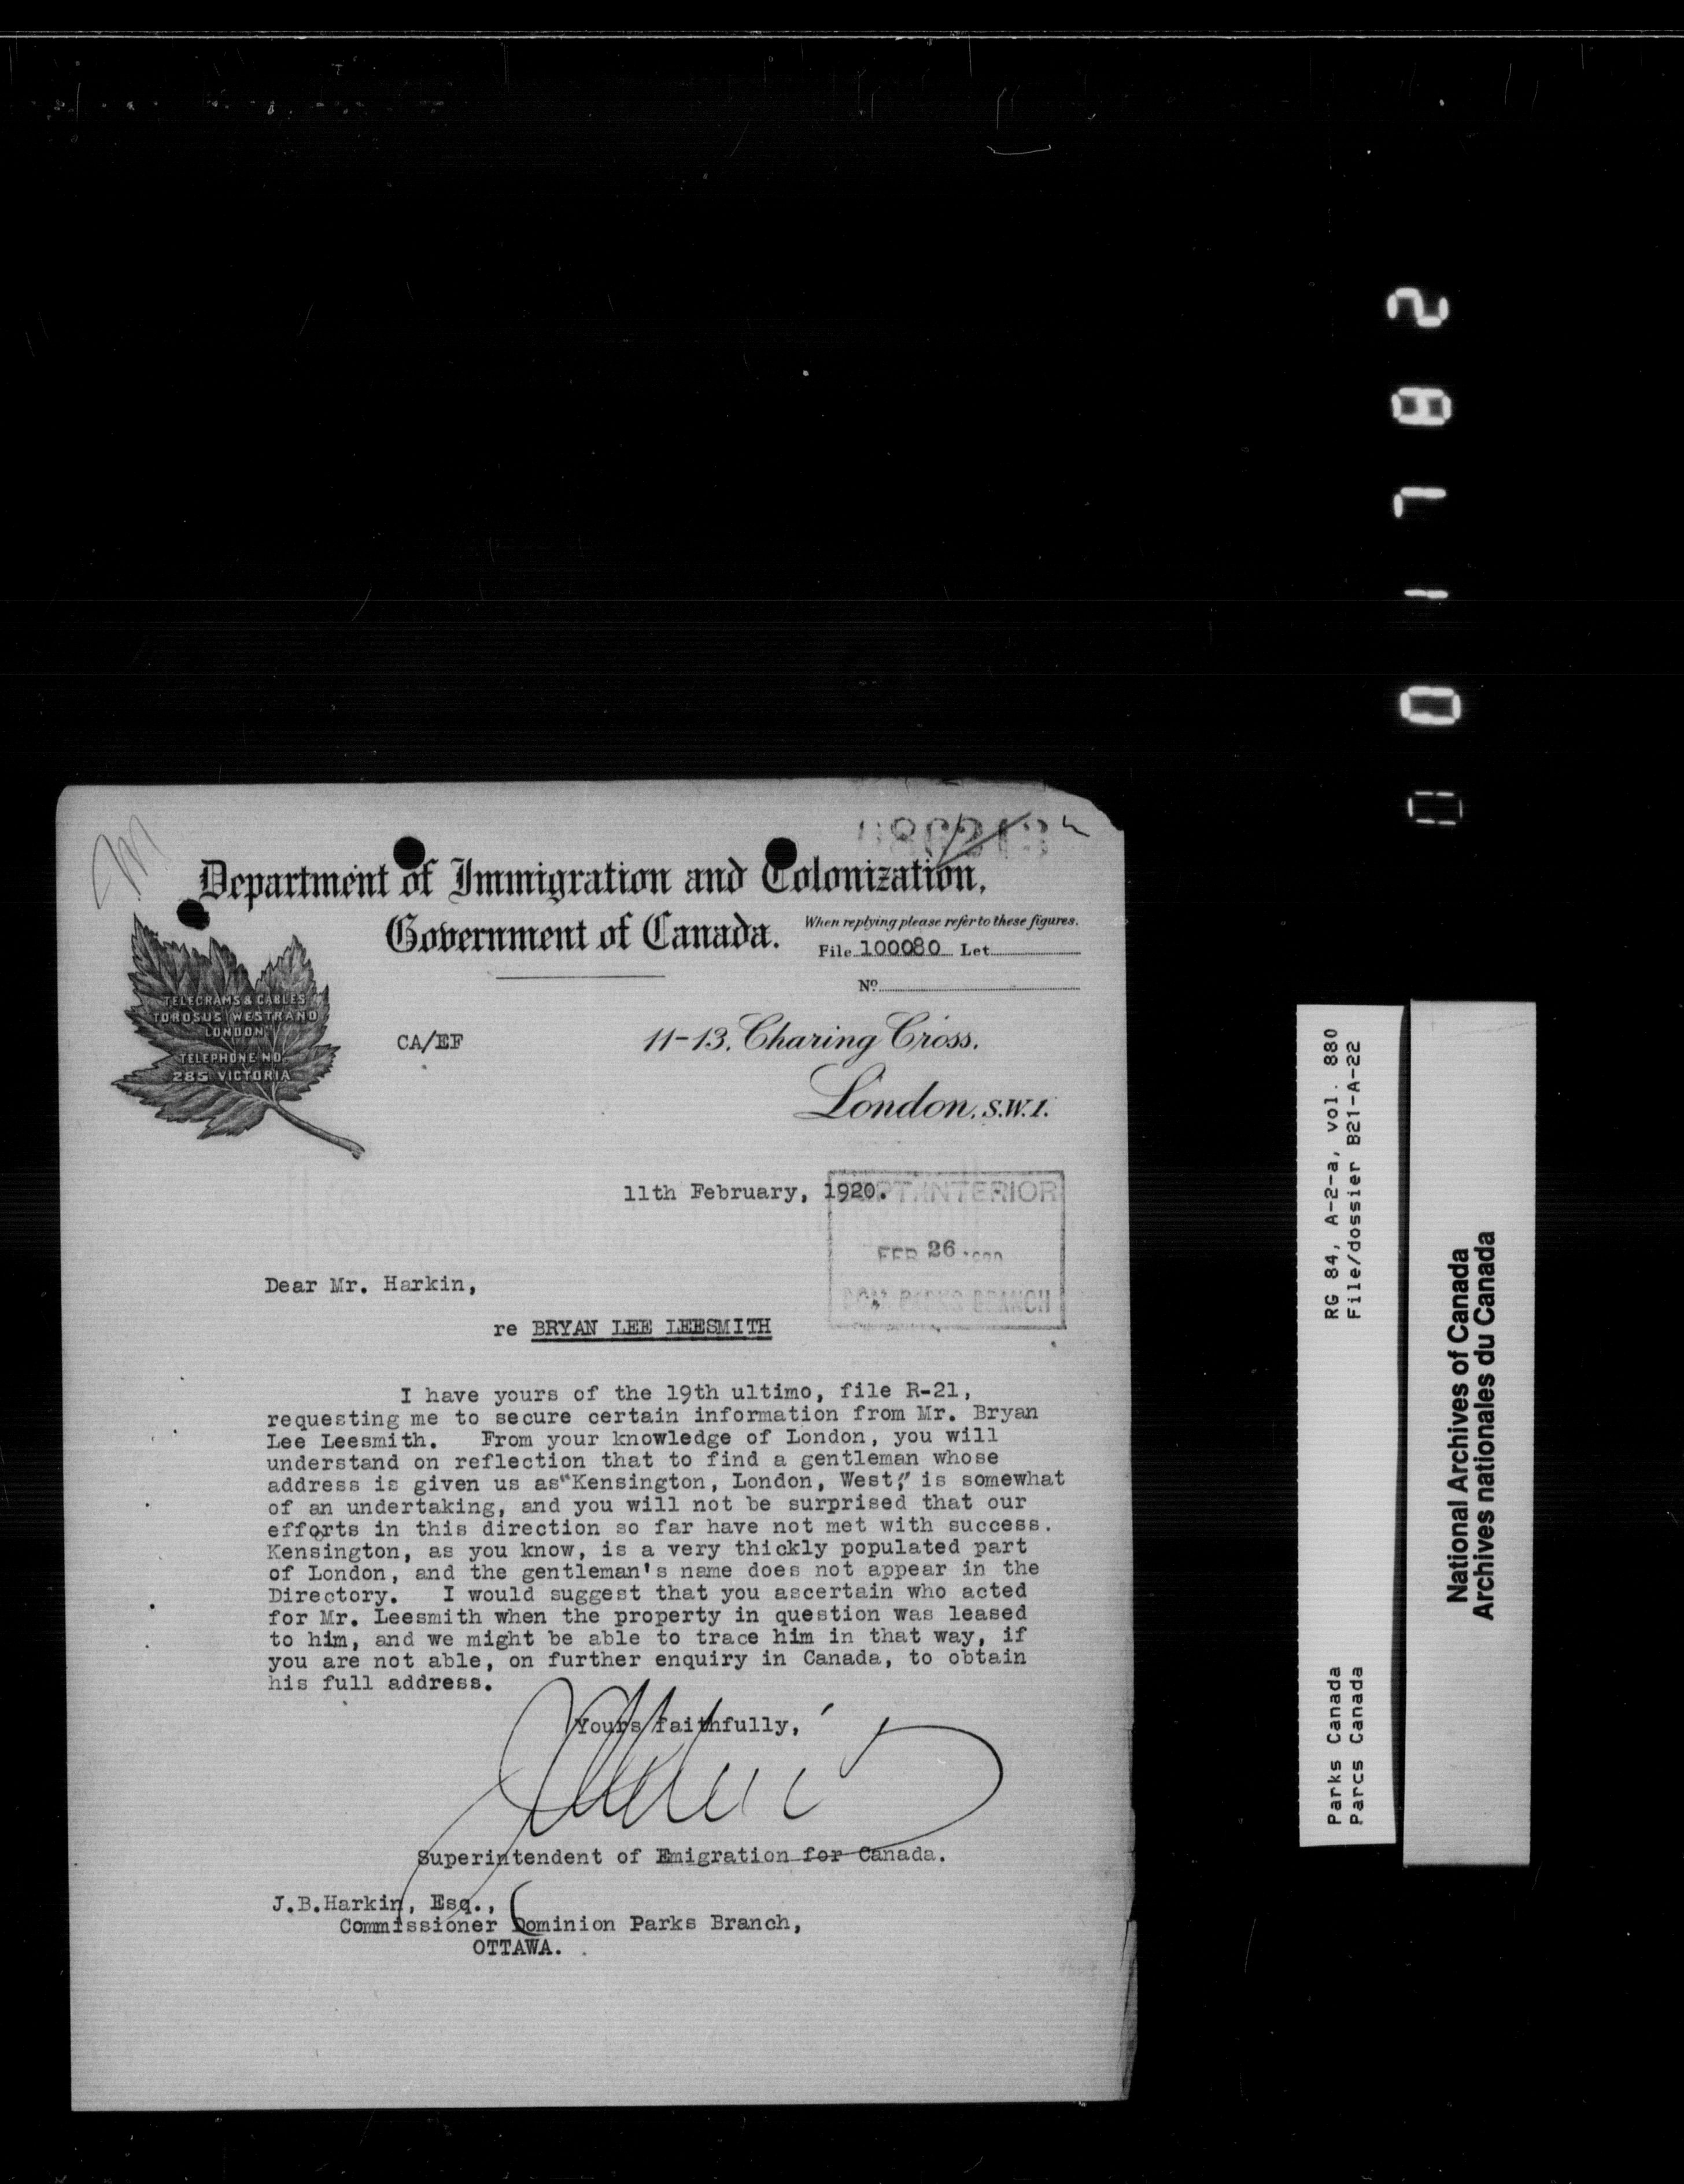 Department of Immigration and Colonization,
Government of Canada.
When replying please refer to these figures.
File 100080 Let
No.
TELEGRAMS & CABLES
TOROSUS WESTRAND
LONDON
TELEPHONE NO.
285 VICTORIA
CA/EF
11-13, Charing Cross,
London, S.W.1.
11th February, 1920.
DEPT. INTERIOR
FEB 26 1920
DOM. PARKS BRANCH
Dear Mr. Harkin,
re BRYAN LEE LEESMITH
I have yours of the 19th ultimo, file R-21,
requesting me to secure certain information from Mr. Bryan
Lee Leesmith. From your knowledge of London, you will
understand on reflection that to find a gentleman whose
address is given us as "Kensington, London, West," is somewhat
of an undertaking, and you will not be surprised that our
efforts in this direction so far have not met with success.
Kensington, as you know, is a very thickly populated part
of London, and the gentleman's name does not appear in the
Directory. I would suggest that you ascertain who acted
for Mr. Leesmith when the property in question was leased
to him, and we might be able to trace him in that way, if
you are not able, on further enquiry in Canada, to obtain
his full address.
Yours faithfully,
Superintendent of Emigration for Canada.
J.B.Harkin, Esq.,
Commissioner Dominion Parks Branch,
OTTAWA.
RG 84, A-2-a, vol. 880
File/dossier B21-A-22
Parks Canada
Parcs Canada
National Archives of Canada
Archives nationales du Canada